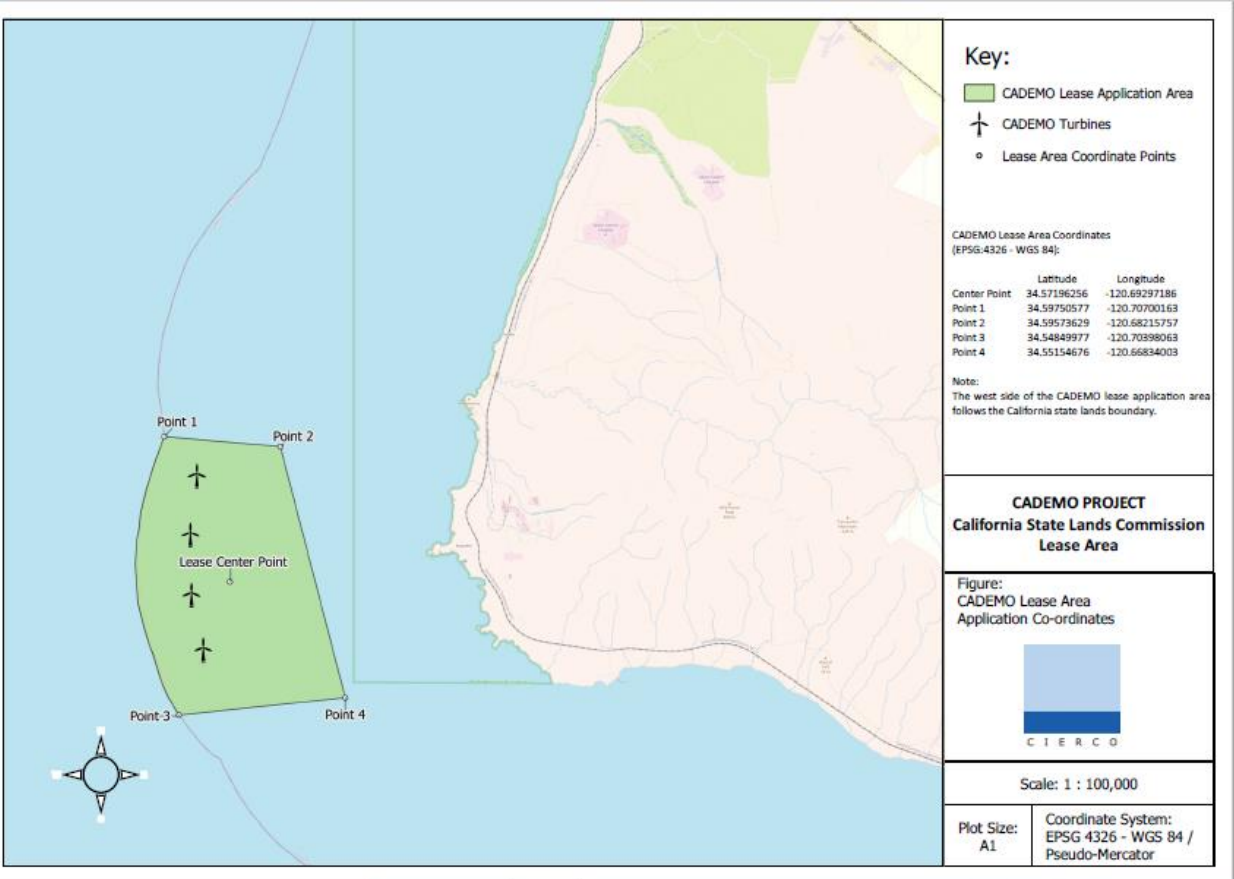 Point 1
Point 2
Lease Center Point
Point 3
Point 4
Key:
CADEMO Lease Application Area
CADEMO Turbines
Lease Area Coordinate Points
CADEMO Lease Area Coordinates
(EPSG:4326 - WGS 84):
Latitude Longitude
Center Point 34.57196256 -120.69297186
Point 1 34.59750577 -120.70700163
Point 2 34.59573629 -120.68215757
Point 3 34.54849977 -120.70398063
Point 4 34.55154676 -120.66834003
Note:
The west side of the CADEMO lease application area
follows the California state lands boundary.
CADEMO PROJECT
California State Lands Commission
Lease Area
Figure:
CADEMO Lease Area
Application Co-ordinates
CIERCO
Scale: 1 : 100,000
Plot Size:
A1
Coordinate System:
EPSG 4326 - WGS 84 /
Pseudo-Mercator